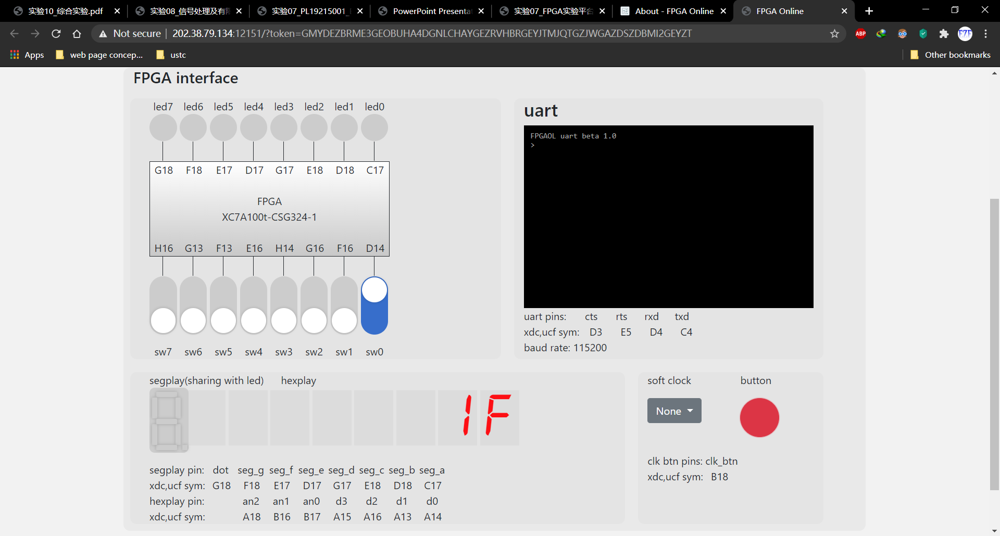 实验10_综合实验.pdf
实验08_信号处理及有限
实验07_PL19215001_
PowerPoint Presentat
实验07_FPGA实验平台
About - FPGA Online
FPGA Online
Not secure | 202.38.79.134:12151/?token=GMYDEZBRME3GEOBUHA4DGNLCHAYGEZRVHBRGEYJTMJQTGZJWGAZDSZDBMI2GEYZT
ABP
FZF
Apps web page concep... ustc Other bookmarks
FPGA interface
led7 led6 led5 led4 led3 led2 led1 led0
G18 F18 E17 D17 G17 E18 D18 C17
FPGA
XC7A100t-CSG324-1
H16 G13 F13 E16 H14 G16 F16 D14
sw7 sw6 sw5 sw4 sw3 sw2 sw1 sw0
uart
FPGAOL uart beta 1.0
>
uart pins: cts rts rxd txd
xdc,ucf sym: D3 E5 D4 C4
baud rate: 115200
segplay(sharing with led) hexplay
1F
segplay pin: dot seg_g seg_f seg_e seg_d seg_c seg_b seg_a
xdc,ucf sym: G18 F18 E17 D17 G17 E18 D18 C17
hexplay pin: an2 an1 an0 d3 d2 d1 d0
xdc,ucf sym: A18 B16 B17 A15 A16 A13 A14
soft clock button
None
clk btn pins: clk_btn
xdc,ucf sym: B18